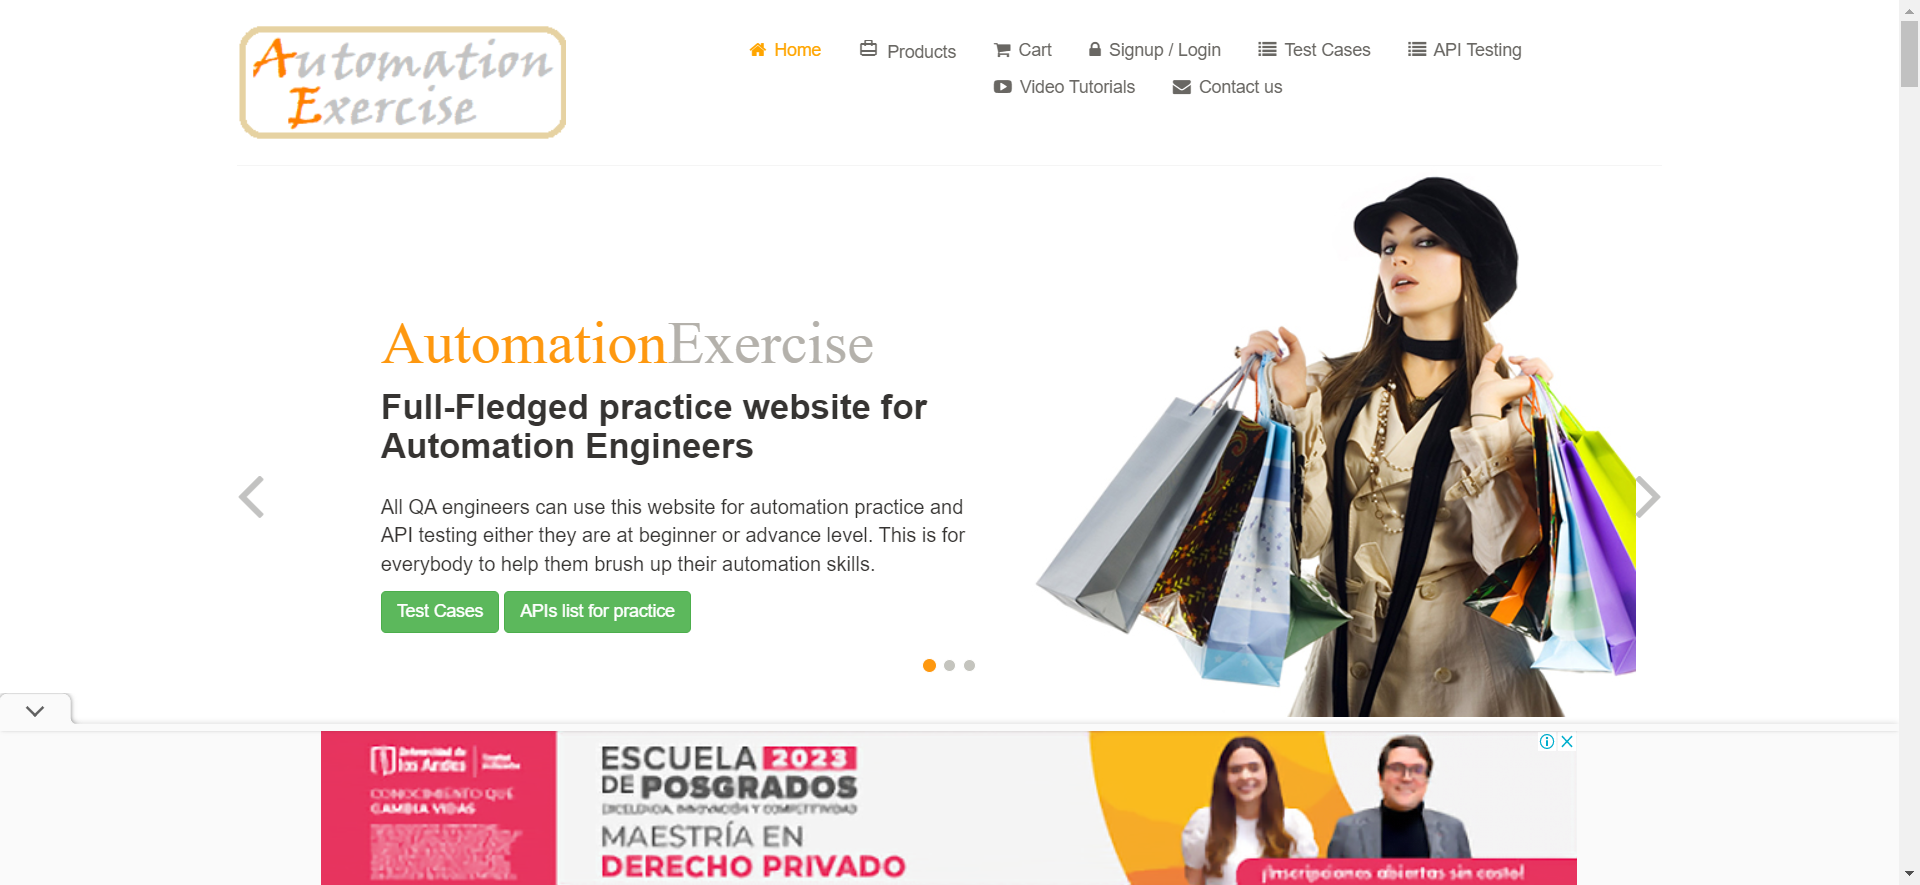 Automation
Exercise
Home
Products
Cart
Signup / Login
Test Cases
API Testing
Video Tutorials
Contact us
AutomationExercise
Full-Fledged practice website for
Automation Engineers
All QA engineers can use this website for automation practice and
API testing either they are at beginner or advance level. This is for
everybody to help them brush up their automation skills.
Test Cases
APIs list for practice
Universidad de
los Andes
CONOCIMIENTO QUE
CAMBIA VIDAS
ESCUELA 2023
DE POSGRADOS
EXCELENCIA, INNOVACIÓN Y COMPETITIVIDAD
MAESTRÍA EN
DERECHO PRIVADO
¡Inscripciones abiertas sin costo!